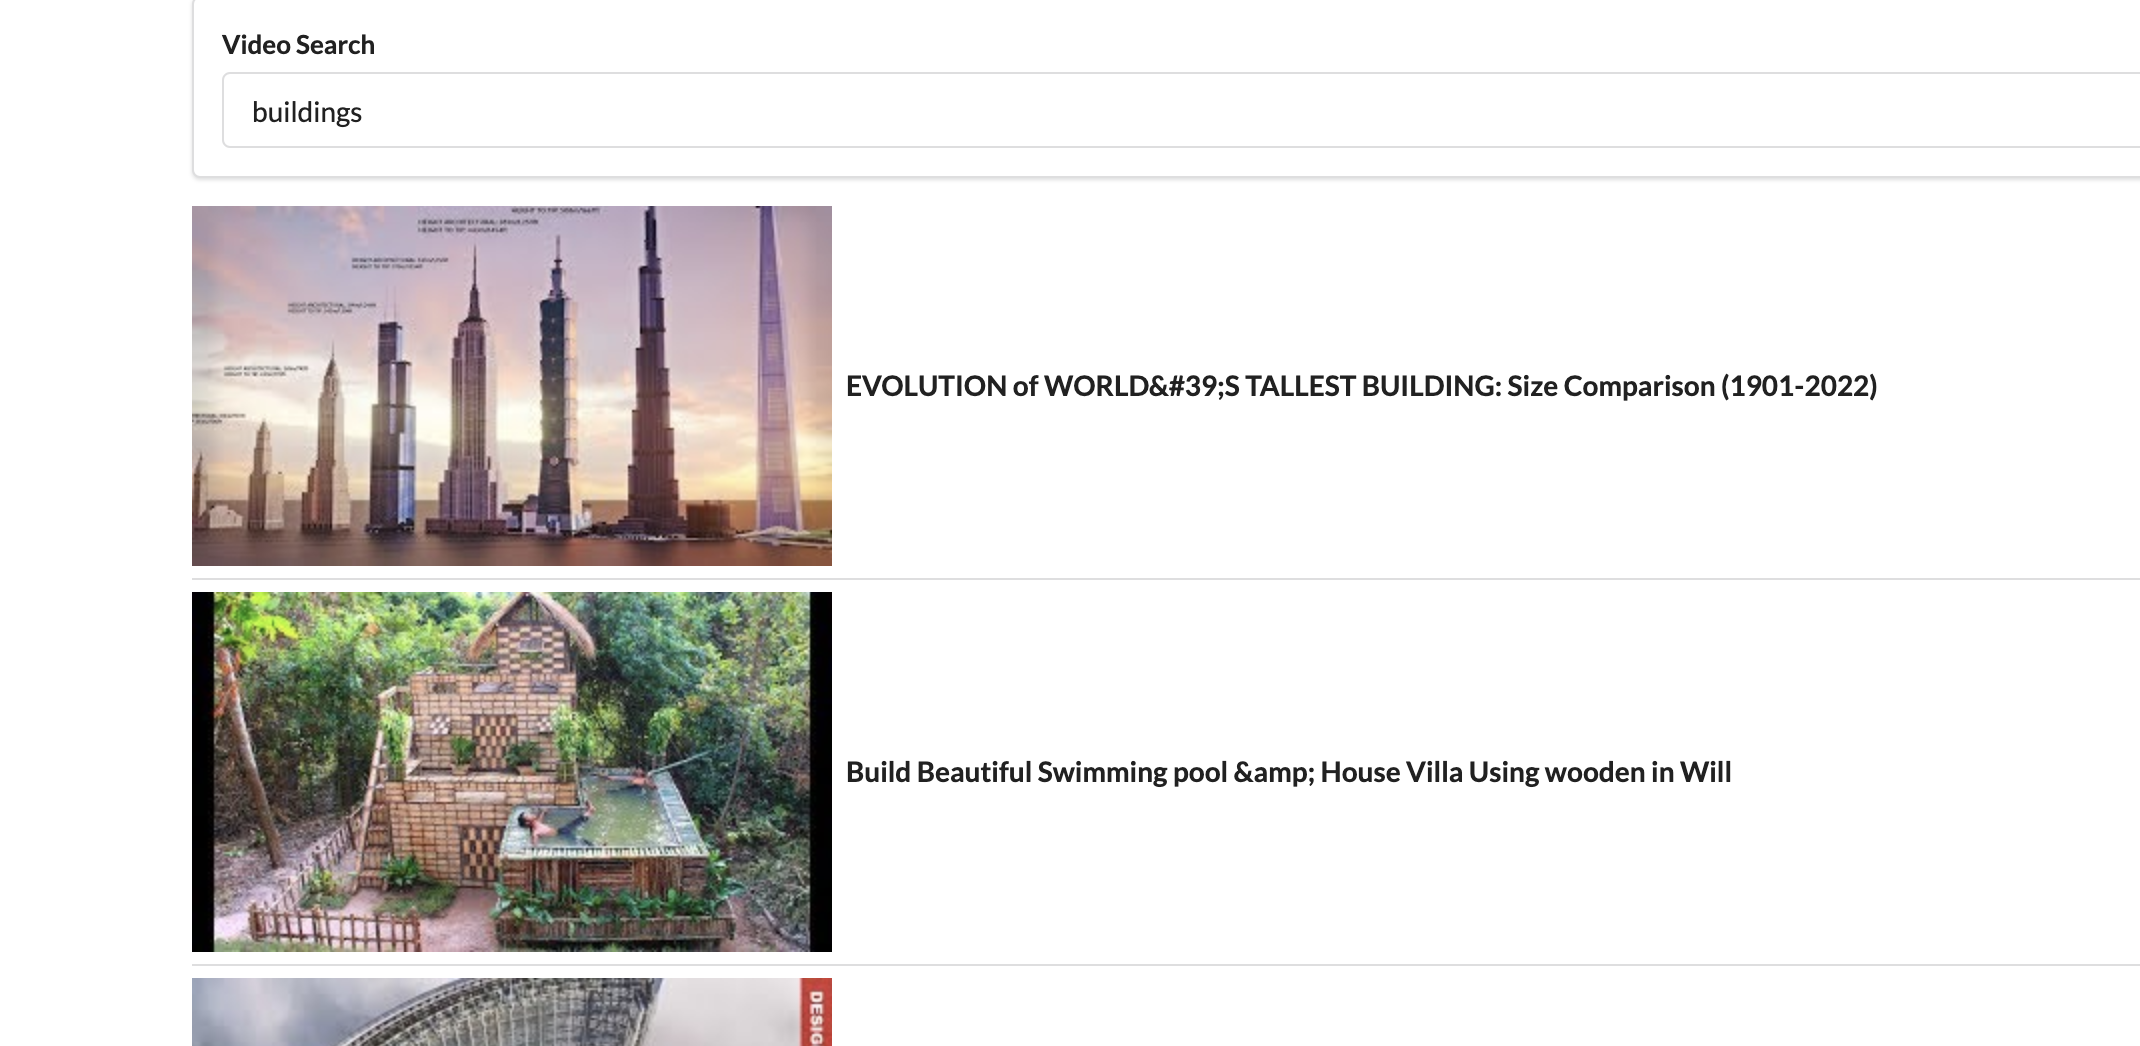 Video Search
buildings
EVOLUTION of WORLD&#39;S TALLEST BUILDING: Size Comparison (1901-2022)
Build Beautiful Swimming pool &amp; House Villa Using wooden in Will
DESIG